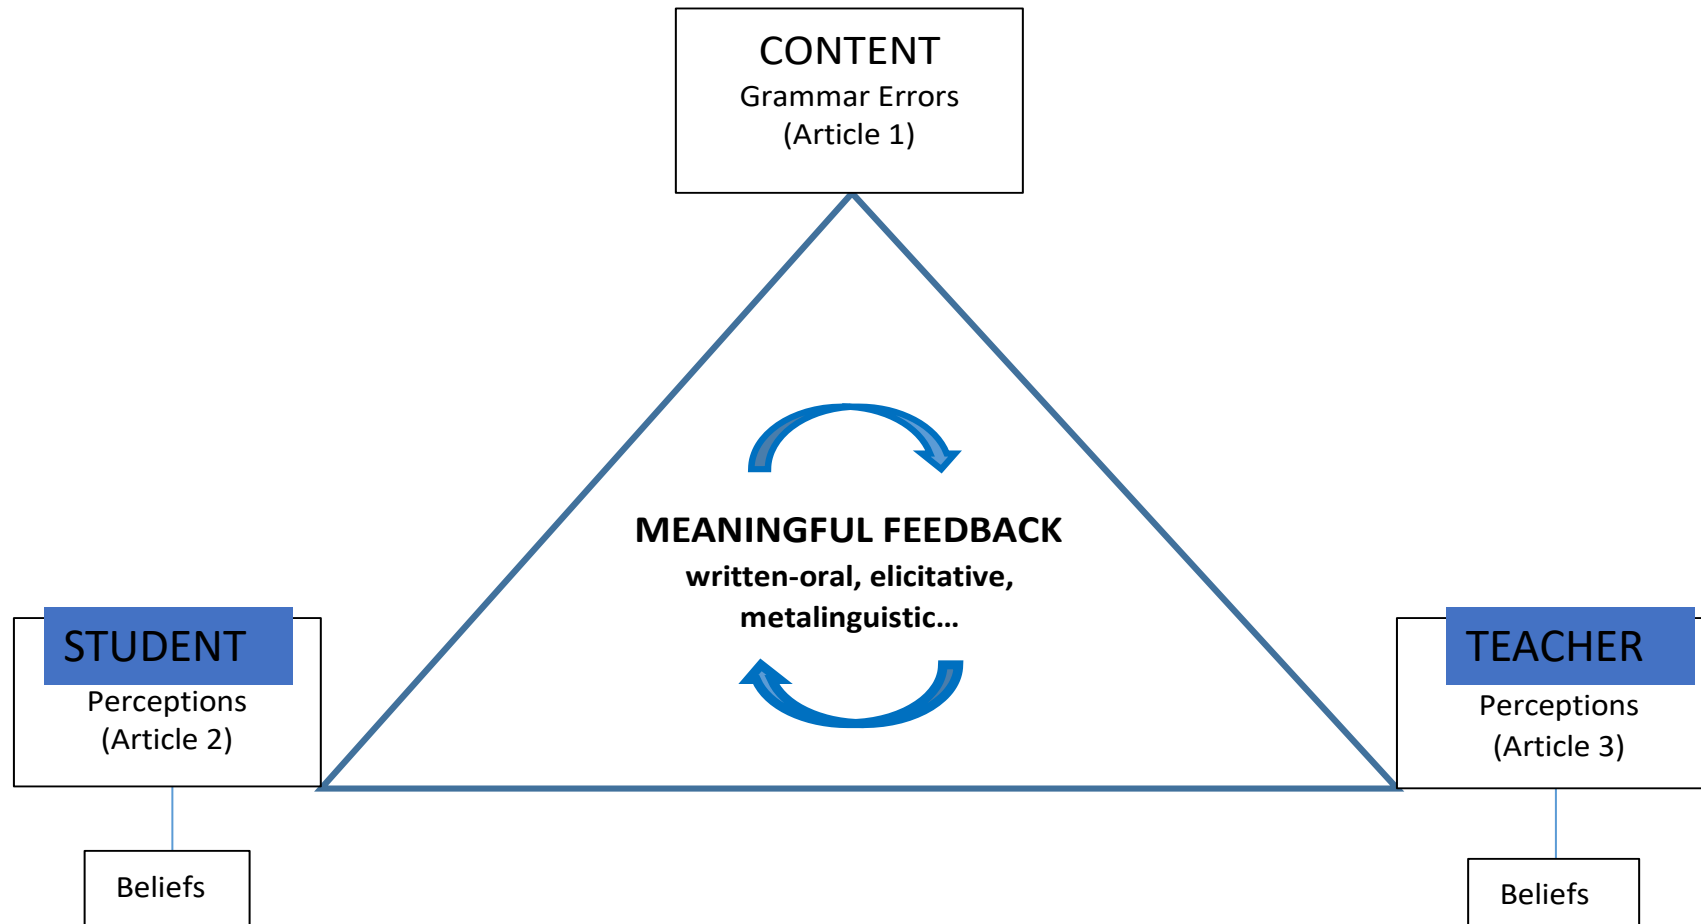 CONTENT
Grammar Errors
(Article 1)
MEANINGFUL FEEDBACK
written-oral, elicitative,
metalinguistic...
STUDENT
Perceptions
(Article 2)
Beliefs
TEACHER
Perceptions
(Article 3)
Beliefs